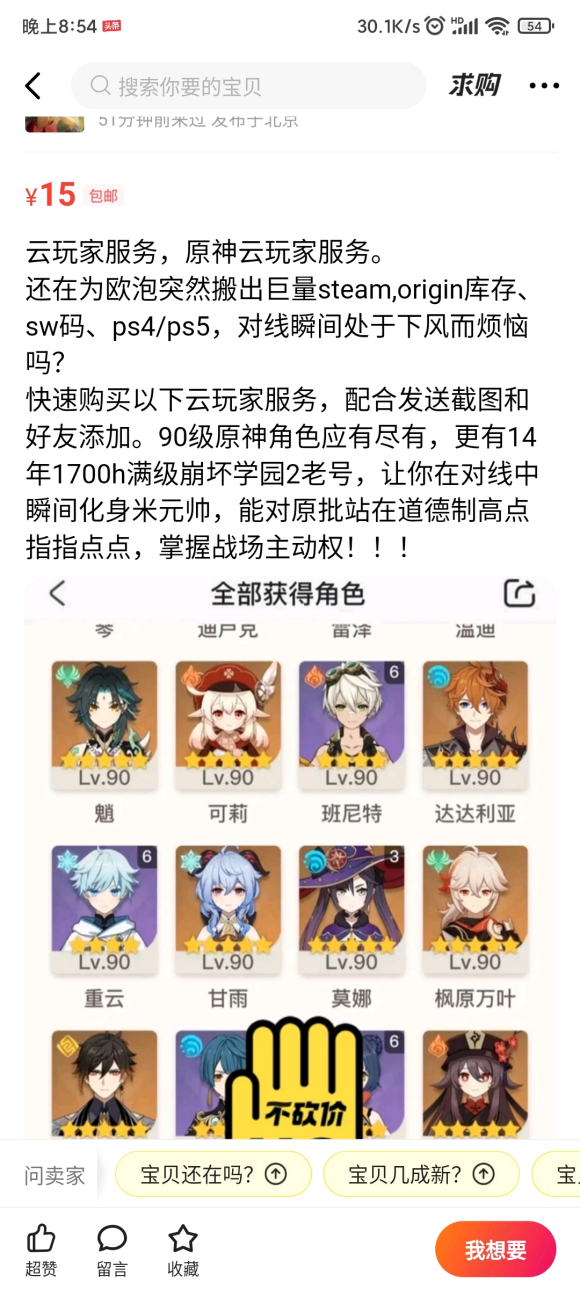 晚上8:54 头条 30.1K/s HD 54
搜索你要的宝贝 求购
51分钟前来过 发布于北京
¥15 包邮
云玩家服务，原神云玩家服务。
还在为欧泡突然搬出巨量steam,origin库存、
sw码、ps4/ps5，对线瞬间处于下风而烦恼
吗？
快速购买以下云玩家服务，配合发送截图和
好友添加。90级原神角色应有尽有，更有14
年1700h满级崩坏学园2老号，让你在对线中
瞬间化身米元帅，能对原批站在道德制高点
指指点点，掌握战场主动权！！！
全部获得角色
琴 迪卢克 雷泽 温迪
6
Lv.90 Lv.90 Lv.90 Lv.90
魈 可莉 班尼特 达达利亚
6 3
Lv.90 Lv.90 Lv.90 Lv.90
重云 甘雨 莫娜 枫原万叶
6
不砍价
问卖家 宝贝还在吗？ 宝贝几成新？ 宝
超赞 留言 收藏 我想要